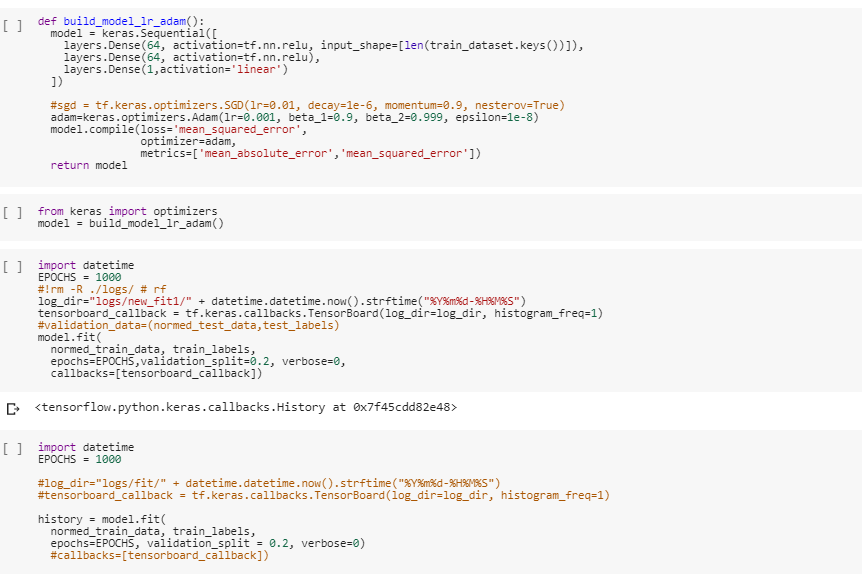 [ ] def build_model_lr_adam():
model = keras.Sequential([
layers.Dense(64, activation=tf.nn.relu, input_shape=[len(train_dataset.keys())]),
layers.Dense(64, activation=tf.nn.relu),
layers.Dense(1,activation='linear')
])
#sgd = tf.keras.optimizers.SGD(lr=0.01, decay=1e-6, momentum=0.9, nesterov=True)
adam=keras.optimizers.Adam(lr=0.001, beta_1=0.9, beta_2=0.999, epsilon=1e-8)
model.compile(loss='mean_squared_error',
optimizer=adam,
metrics=['mean_absolute_error','mean_squared_error'])
return model
[ ] from keras import optimizers
model = build_model_lr_adam()
[ ] import datetime
EPOCHS = 1000
#!rm -R ./logs/ # rf
log_dir="logs/new_fit1/" + datetime.datetime.now().strftime("%Y%m%d-%H%M%S")
tensorboard_callback = tf.keras.callbacks.TensorBoard(log_dir=log_dir, histogram_freq=1)
#validation_data=(normed_test_data,test_labels)
model.fit(
normed_train_data, train_labels,
epochs=EPOCHS,validation_split=0.2, verbose=0,
callbacks=[tensorboard_callback])
<tensorflow.python.keras.callbacks.History at 0x7f45cdd82e48>
[ ] import datetime
EPOCHS = 1000
#log_dir="logs/fit/" + datetime.datetime.now().strftime("%Y%m%d-%H%M%S")
#tensorboard_callback = tf.keras.callbacks.TensorBoard(log_dir=log_dir, histogram_freq=1)
history = model.fit(
normed_train_data, train_labels,
epochs=EPOCHS, validation_split = 0.2, verbose=0)
#callbacks=[tensorboard_callback])